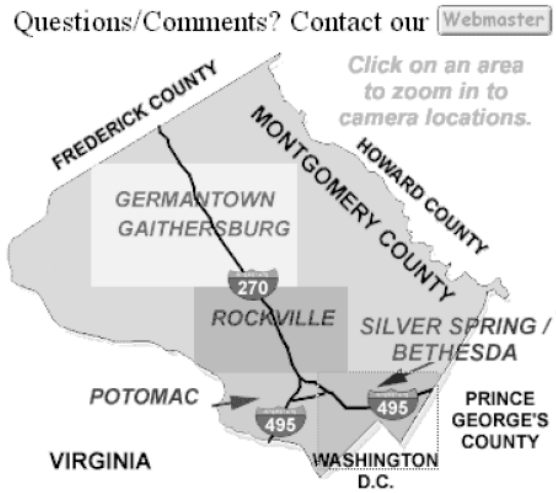 Questions/Comments? Contact our Webmaster
Click on an area
to zoom in to
camera locations.
FREDERICK COUNTY
MONTGOMERY COUNTY
HOWARD COUNTY
GERMANTOWN
GAITHERSBURG
270
ROCKVILLE
SILVER SPRING /
BETHESDA
POTOMAC
495
495
PRINCE
GEORGE'S
COUNTY
VIRGINIA
WASHINGTON
D.C.